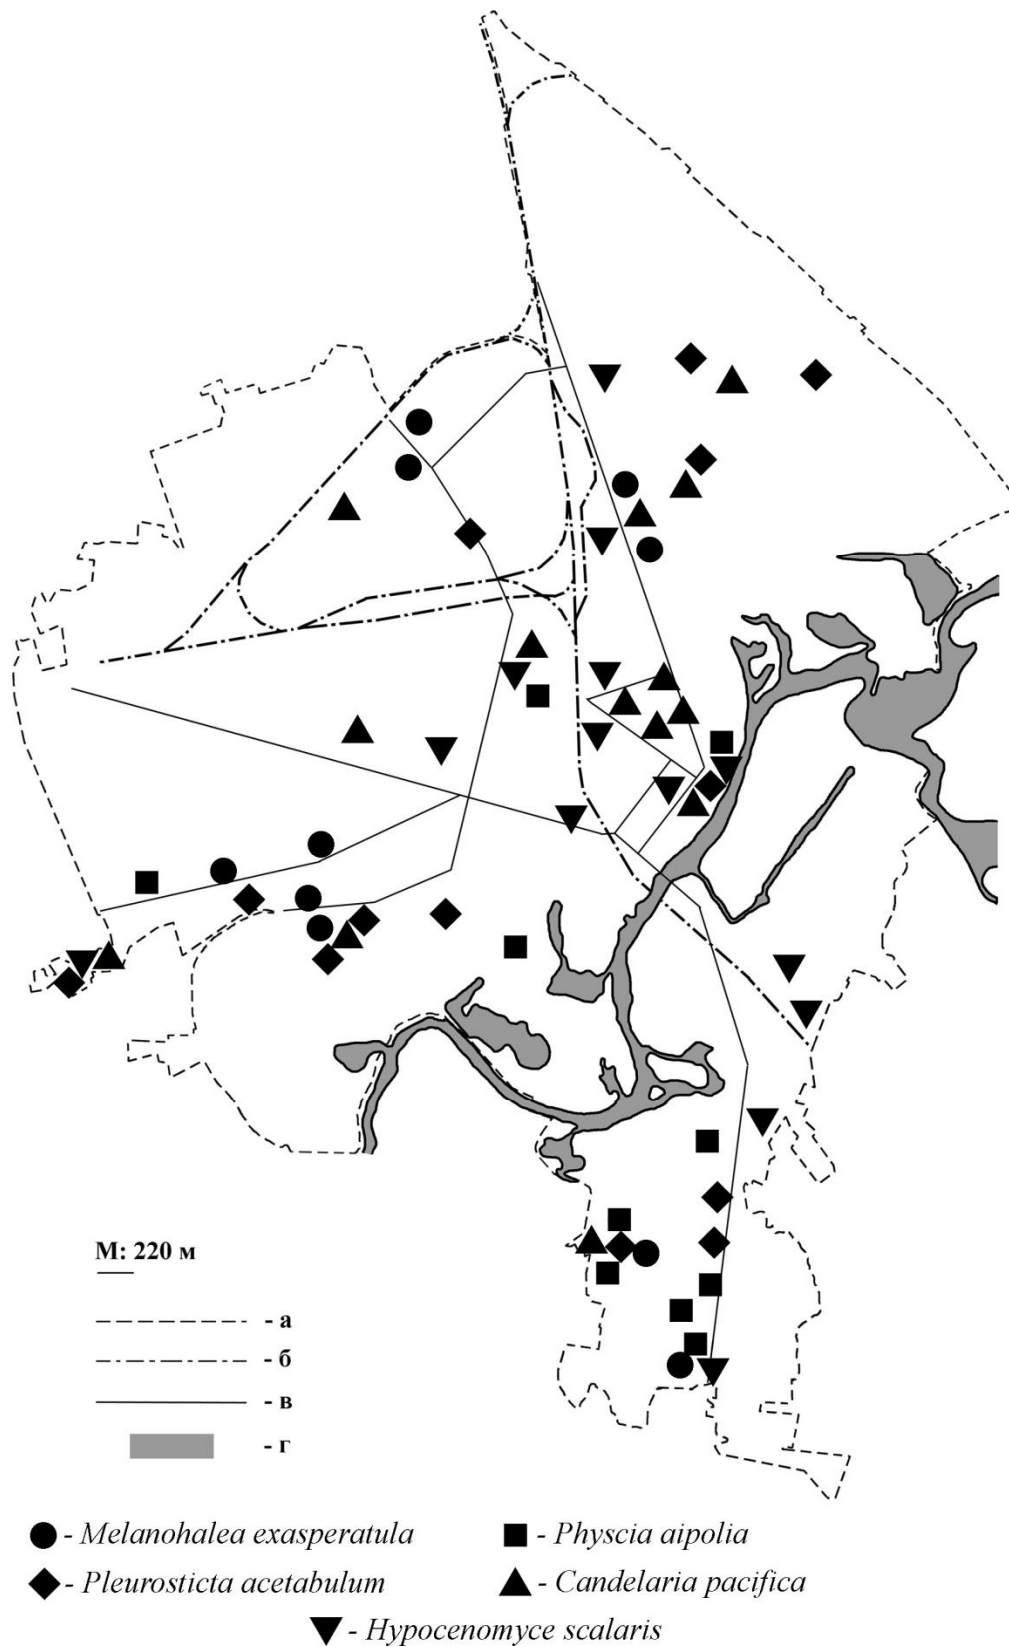 М: 220 м
- а
- б
- в
- г
- Melanohalea exasperatula
- Physcia aipolia
- Pleurosticta acetabulum
- Candelaria pacifica
- Hypocenomyce scalaris